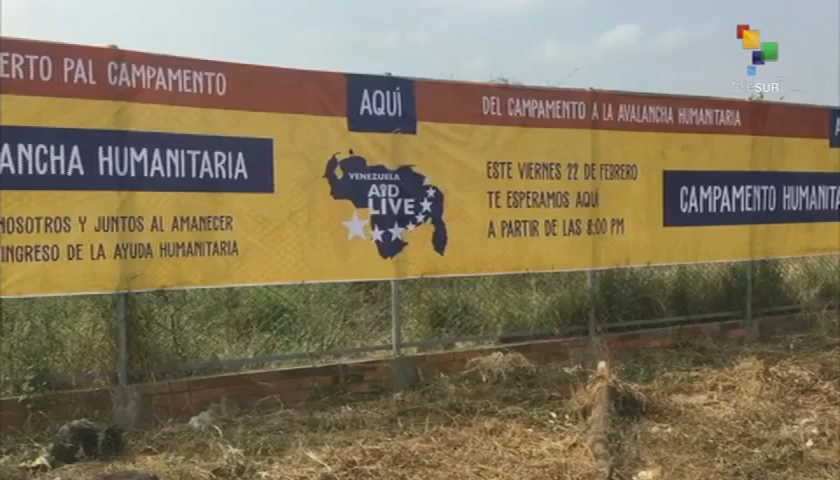 ERTO PAL CAMPAMENTO
ANCHA HUMANITARIA
NOSOTROS Y JUNTOS AL AMANECER
INGRESO DE LA AYUDA HUMANITARIA
AQUÍ
VENEZUELA
AID
LIVE
DEL CAMPAMENTO A LA AVALANCHA HUMANITARIA
ESTE VIERNES 22 DE FEBRERO
TE ESPERAMOS AQUÍ
A PARTIR DE LAS 8:00 PM
CAMPAMENTO HUMANITA
A
teleSUR